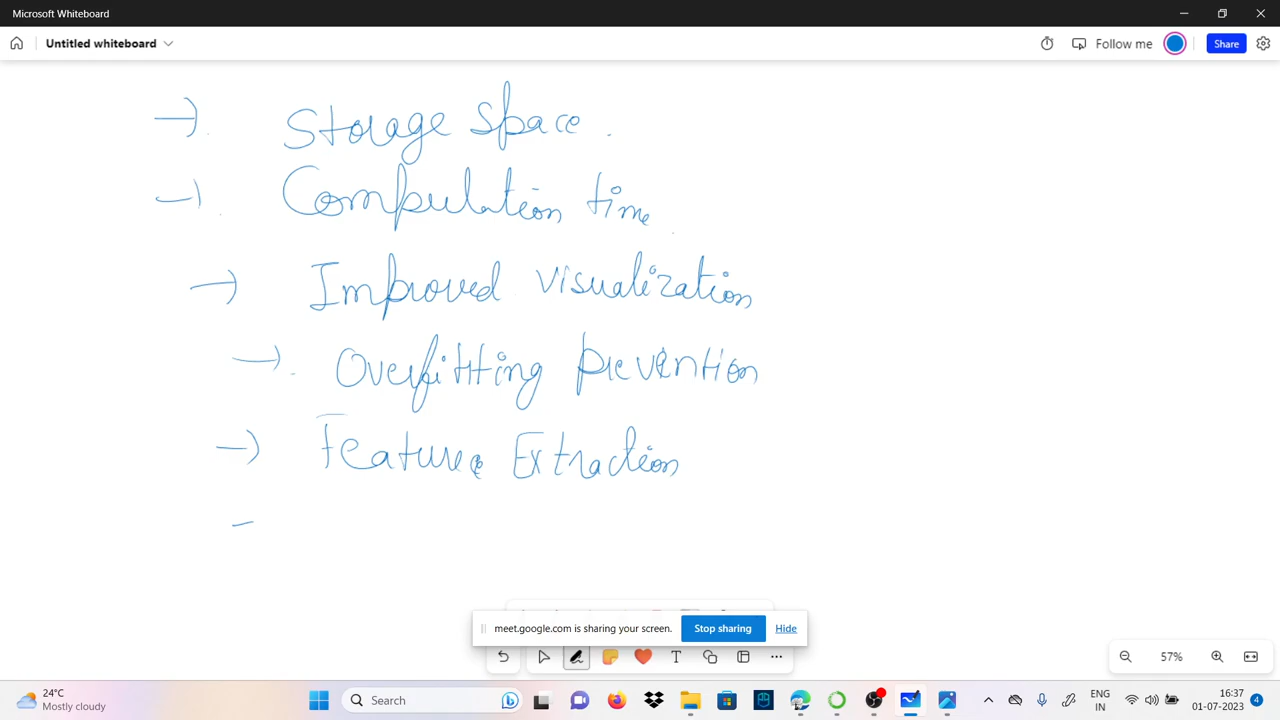 Microsoft Whiteboard
Untitled whiteboard
Follow me
Share
→ Storage space.
→ Computation time
→ Improved visualization
→ Overfitting prevention
→ Feature Extraction
meet.google.com is sharing your screen.
Stop sharing
Hide
57%
24°C
Mostly cloudy
Search
ENG
IN
16:37
01-07-2023
4